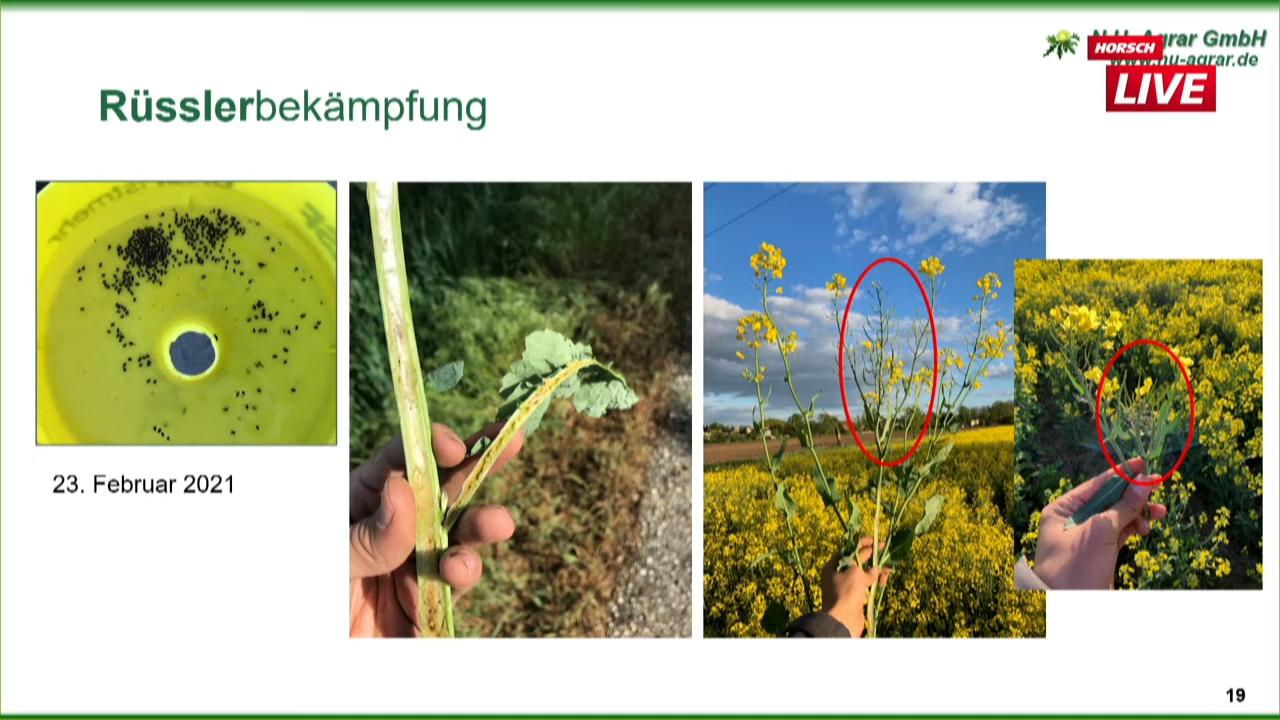 Agrar GmbH
HORSCH
www.nu-agrar.de
LIVE
Rüsslerbekämpfung
23. Februar 2021
19